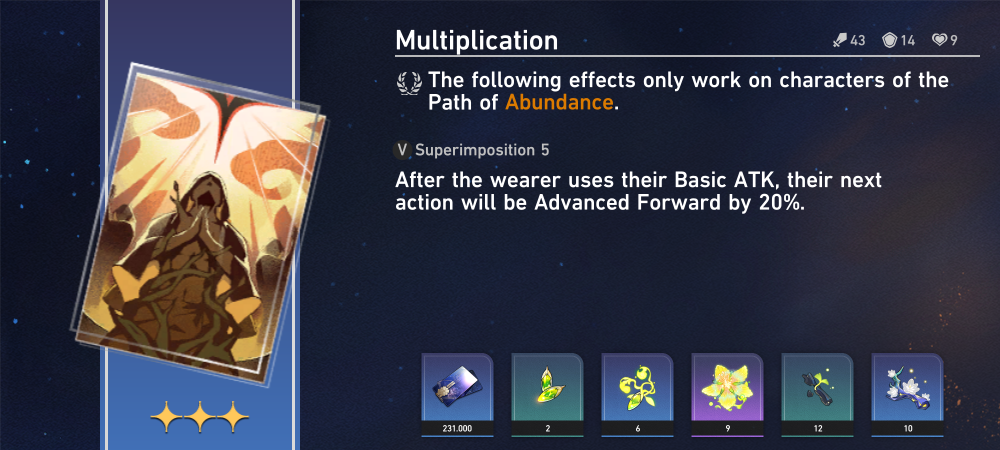 Multiplication
43 14 9
The following effects only work on characters of the
Path of Abundance.
V Superimposition 5
After the wearer uses their Basic ATK, their next
action will be Advanced Forward by 20%.
231.000 2 6 9 12 10